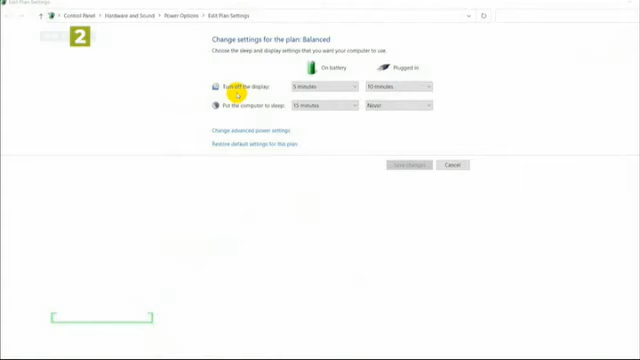 Edit Plan Settings
Control Panel > Hardware and Sound > Power Options > Edit Plan Settings
2
Change settings for the plan: Balanced
Choose the sleep and display settings that you want your computer to use.
On battery Plugged in
Turn off the display: 5 minutes 10 minutes
Put the computer to sleep: 15 minutes Never
Change advanced power settings
Restore default settings for this plan
Save changes Cancel